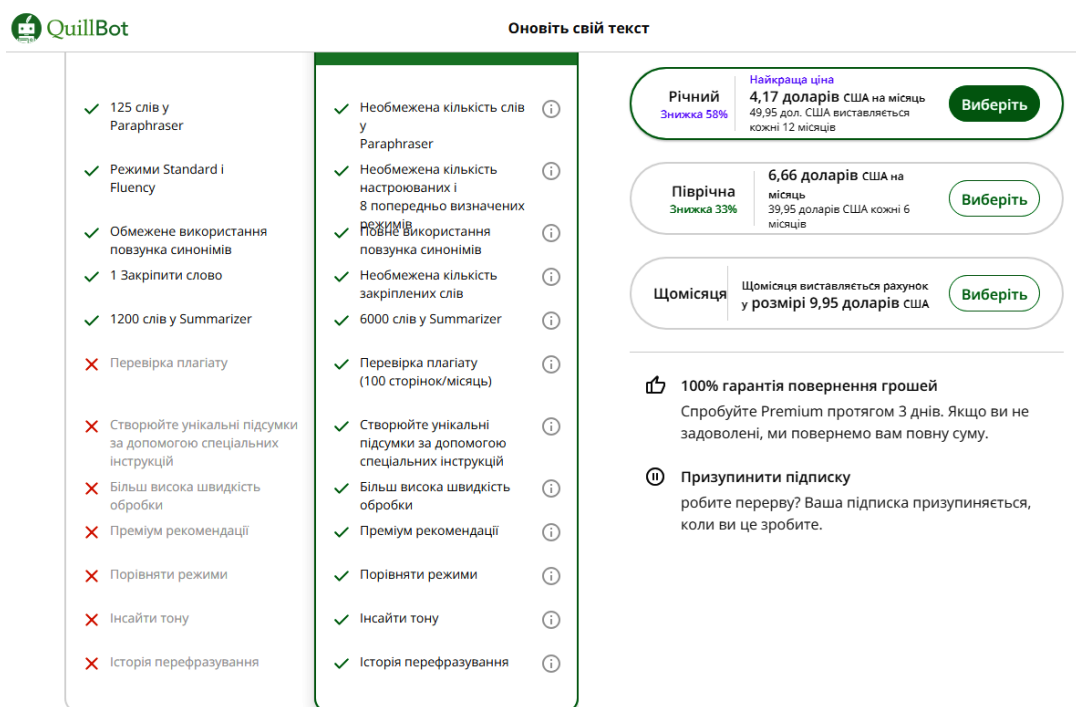 QuillBot
Оновіть свій текст
125 слів у
Paraphraser
Режими Standard і
Fluency
Обмежене використання
повзунка синонімів
1 Закріпити слово
1200 слів у Summarizer
Перевірка плагіату
Створюйте унікальні підсумки
за допомогою спеціальних
інструкцій
Більш висока швидкість
обробки
Преміум рекомендації
Порівняти режими
Інсайти тону
Історія перефразування
Необмежена кількість слів
у
Paraphraser
Необмежена кількість
настроюваних і
8 попередньо визначених
режимів
Повне використання
повзунка синонімів
Необмежена кількість
закріплених слів
6000 слів у Summarizer
Перевірка плагіату
(100 сторінок/місяць)
Створюйте унікальні
підсумки за допомогою
спеціальних інструкцій
Більш висока швидкість
обробки
Преміум рекомендації
Порівняти режими
Інсайти тону
Історія перефразування
Річний
Знижка 58%
Найкраща ціна
4,17 доларів США на місяць
49,95 дол. США виставляється
кожні 12 місяців
Виберіть
Піврічна
Знижка 33%
6,66 доларів США на
місяць
39,95 доларів США кожні 6
місяців
Виберіть
Щомісяця
Щомісяця виставляється рахунок
у розмірі 9,95 доларів США
Виберіть
100% гарантія повернення грошей
Спробуйте Premium протягом 3 днів. Якщо ви не
задоволені, ми повернемо вам повну суму.
Призупинити підписку
робите перерву? Ваша підписка призупиняється,
коли ви це зробите.